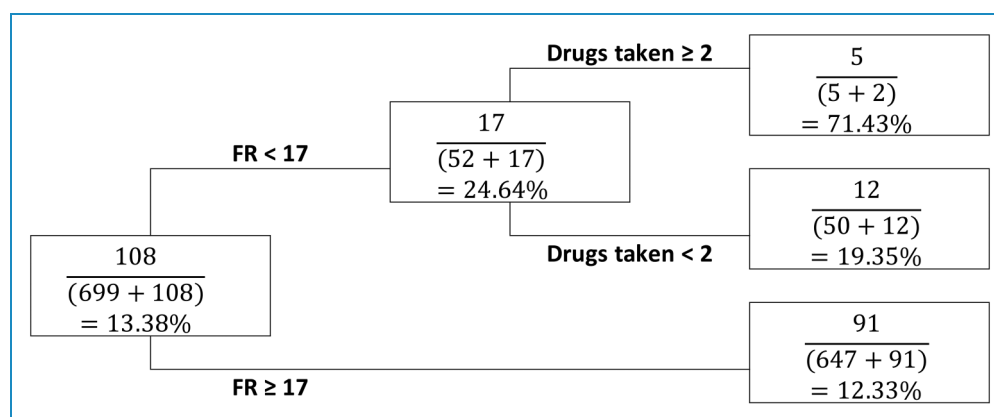 Drugs taken ≥ 2
5
(5 + 2)
= 71.43%
FR < 17
17
(52 + 17)
= 24.64%
Drugs taken < 2
12
(50 + 12)
= 19.35%
108
(699 + 108)
= 13.38%
FR ≥ 17
91
(647 + 91)
= 12.33%